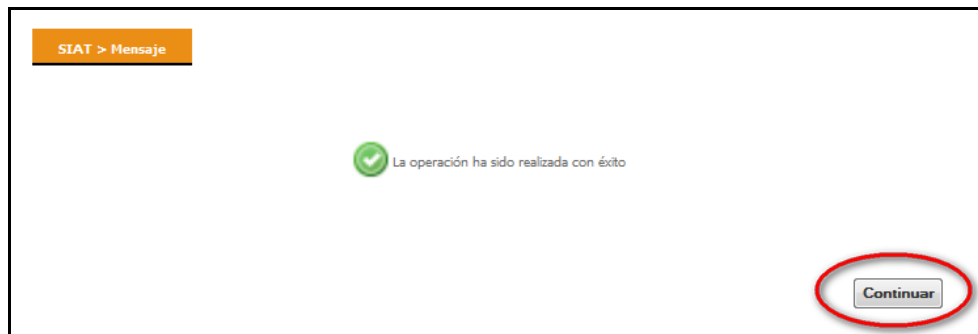 SIAT > Mensaje
La operación ha sido realizada con éxito
Continuar